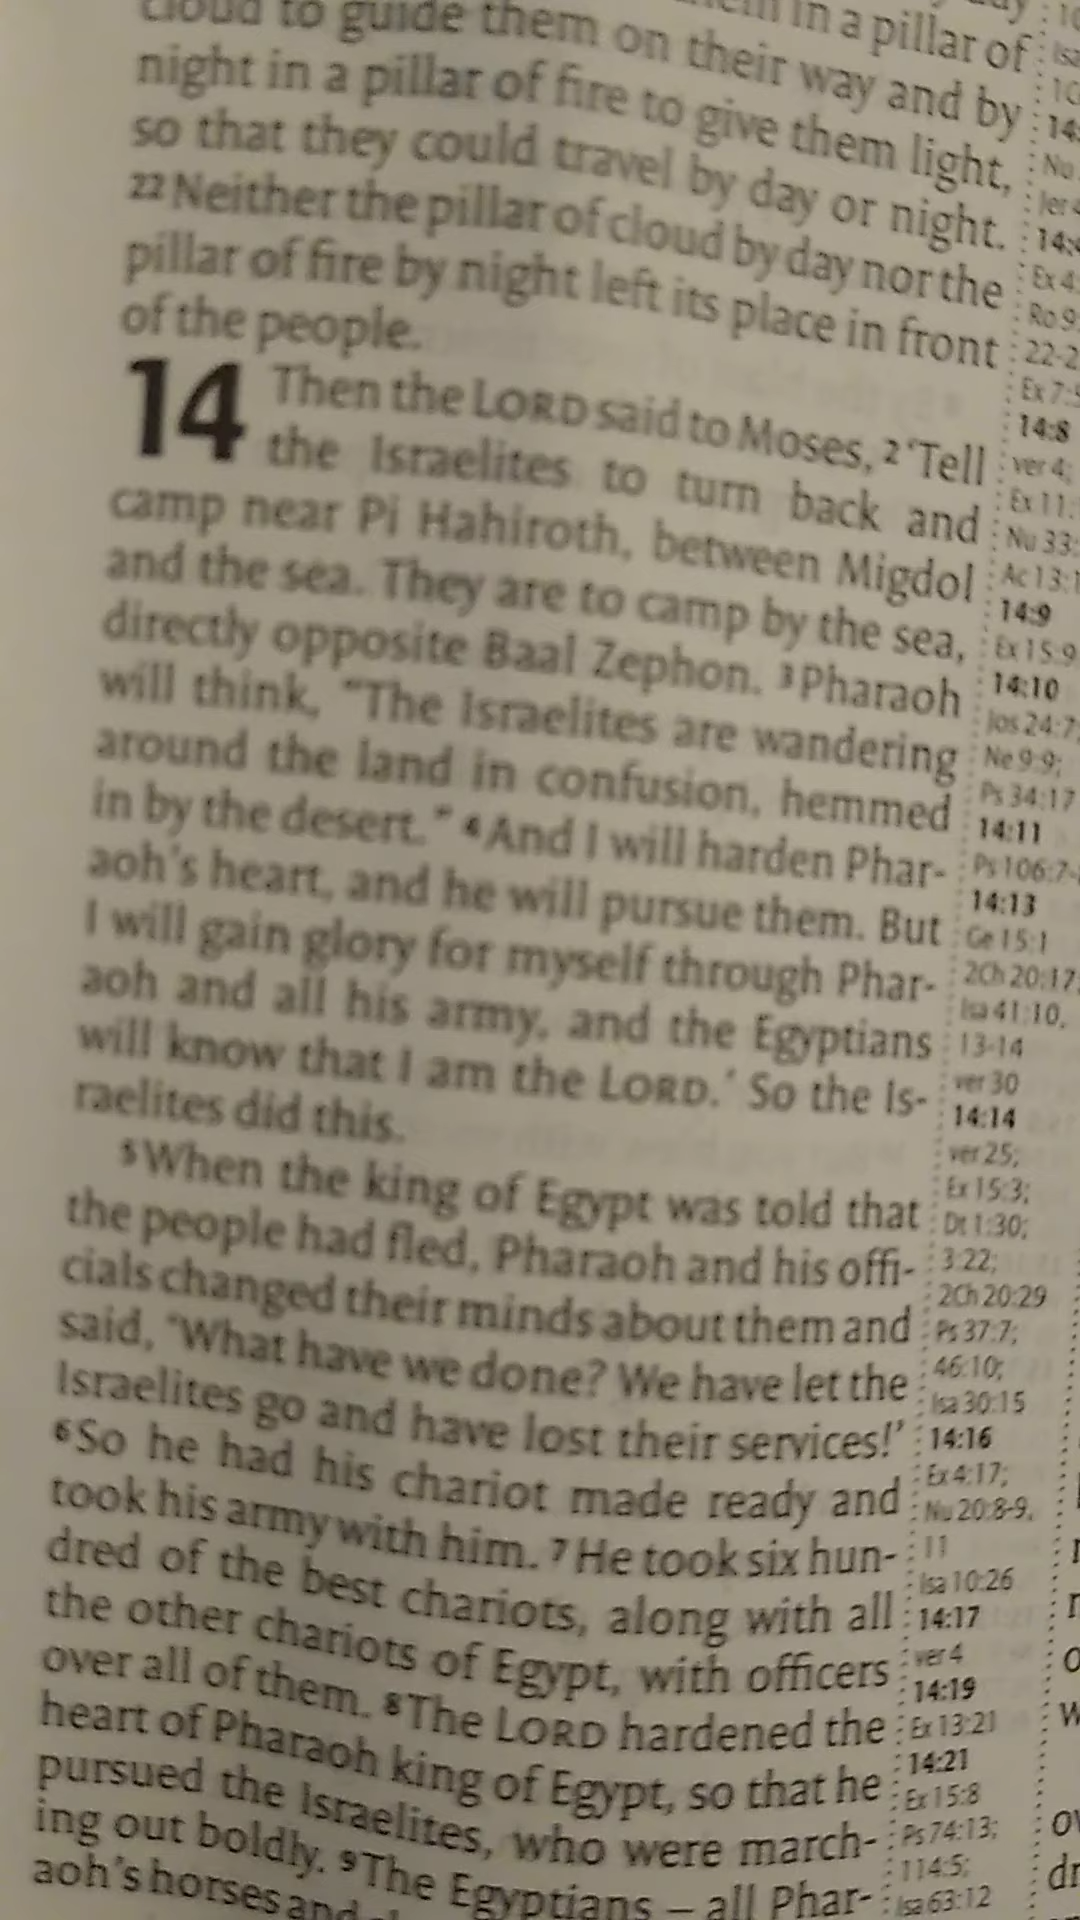 cloud to guide them on their way and by
night in a pillar of fire to give them light,
so that they could travel by day or night.
22 Neither the pillar of cloud by day nor the
pillar of fire by night left its place in front
of the people.
14 Then the LORD said to Moses, 2 'Tell
the Israelites to turn back and
camp near Pi Hahiroth, between Migdol
and the sea. They are to camp by the sea,
directly opposite Baal Zephon. 3 Pharaoh
will think, "The Israelites are wandering
around the land in confusion, hemmed
in by the desert." 4 And I will harden Phar-
aoh's heart, and he will pursue them. But
I will gain glory for myself through Phar-
aoh and all his army, and the Egyptians
will know that I am the LORD.' So the Is-
raelites did this.
5 When the king of Egypt was told that
the people had fled, Pharaoh and his offi-
cials changed their minds about them and
said, 'What have we done? We have let the
Israelites go and have lost their services!'
6 So he had his chariot made ready and
took his army with him. 7 He took six hun-
dred of the best chariots, along with all
the other chariots of Egypt, with officers
over all of them. 8 The LORD hardened the
heart of Pharaoh king of Egypt, so that he
pursued the Israelites, who were march-
ing out boldly. 9 The Egyptians – all Phar-
aoh's horses and
14:8
ver 4;
Ex 11:
Nu 33:
Ac 13:1
14:9
Ex 15:9
14:10
Jos 24:7;
Ne 9:9;
Ps 34:17
14:11
Ps 106:7-
14:13
Ge 15:1
2Ch 20:17;
Isa 41:10,
13-14
ver 30
14:14
ver 25;
Ex 15:3;
Dt 1:30;
3:22;
2Ch 20:29
Ps 37:7;
46:10;
Isa 30:15
14:16
Ex 4:17;
Nu 20:8-9,
11
Isa 10:26
14:17
ver 4
14:19
Ex 13:21
14:21
Ex 15:8
Ps 74:13;
114:5;
Isa 63:12